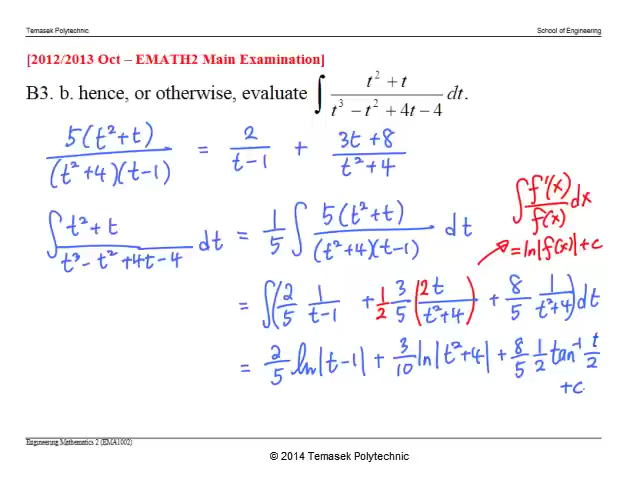 Temasek Polytechnic School of Engineering
[2012/2013 Oct – EMATH2 Main Examination]
B3. b. hence, or otherwise, evaluate ∫ (t² + t)/(t³ − t² + 4t − 4) dt.
5(t²+t)/((t²+4)(t−1)) = 2/(t−1) + (3t+8)/(t²+4)
∫ f'(x)/f(x) dx
= ln|f(x)| + c
∫ (t²+t)/(t³−t²+4t−4) dt = 1/5 ∫ 5(t²+t)/((t²+4)(t−1)) dt
= ∫(2/5 1/(t−1) + 1/2 3/5 (2t/(t²+4)) + 8/5 1/(t²+4)) dt
= 2/5 ln|t−1| + 3/10 ln|t²+4| + 8/5 1/2 tan⁻¹ t/2
+c
Engineering Mathematics 2 (EMA1002)
© 2014 Temasek Polytechnic